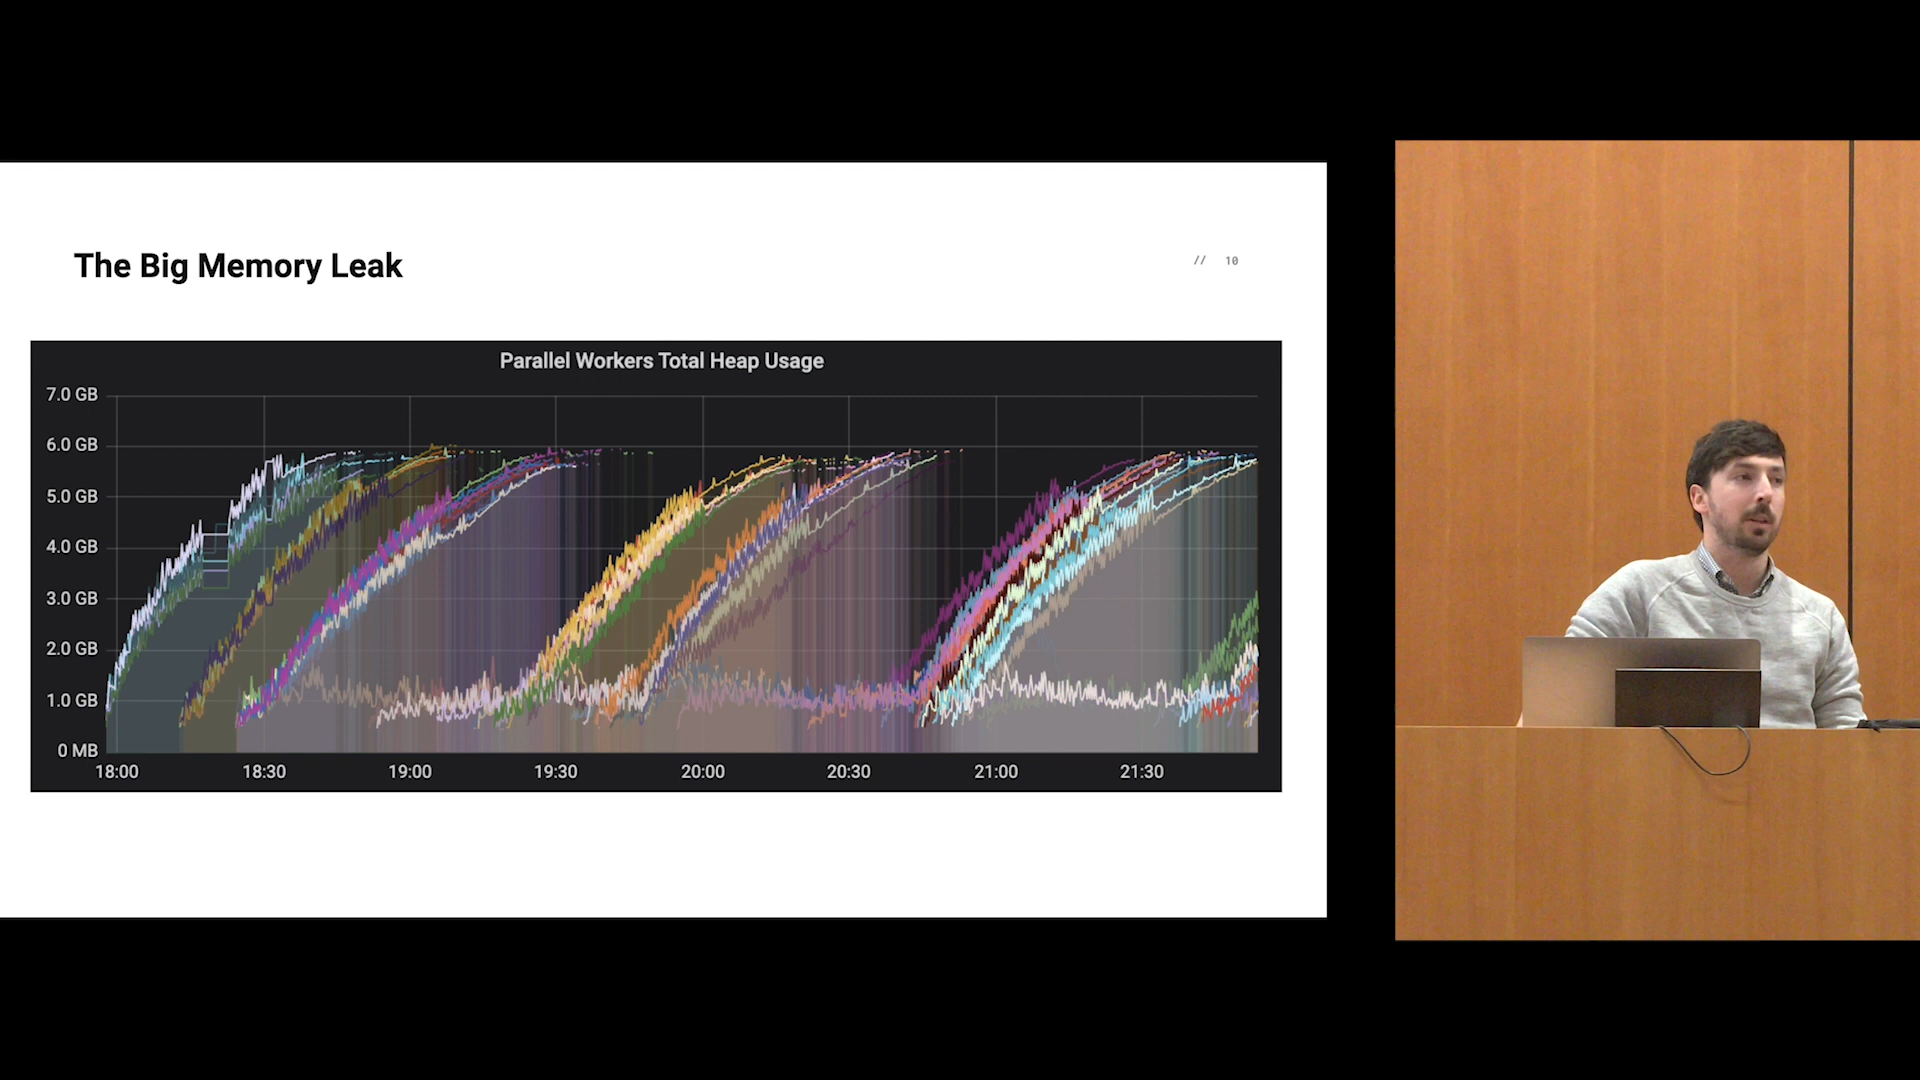 The Big Memory Leak
// 10
Parallel Workers Total Heap Usage
7.0 GB
6.0 GB
5.0 GB
4.0 GB
3.0 GB
2.0 GB
1.0 GB
0 MB
18:00 18:30 19:00 19:30 20:00 20:30 21:00 21:30